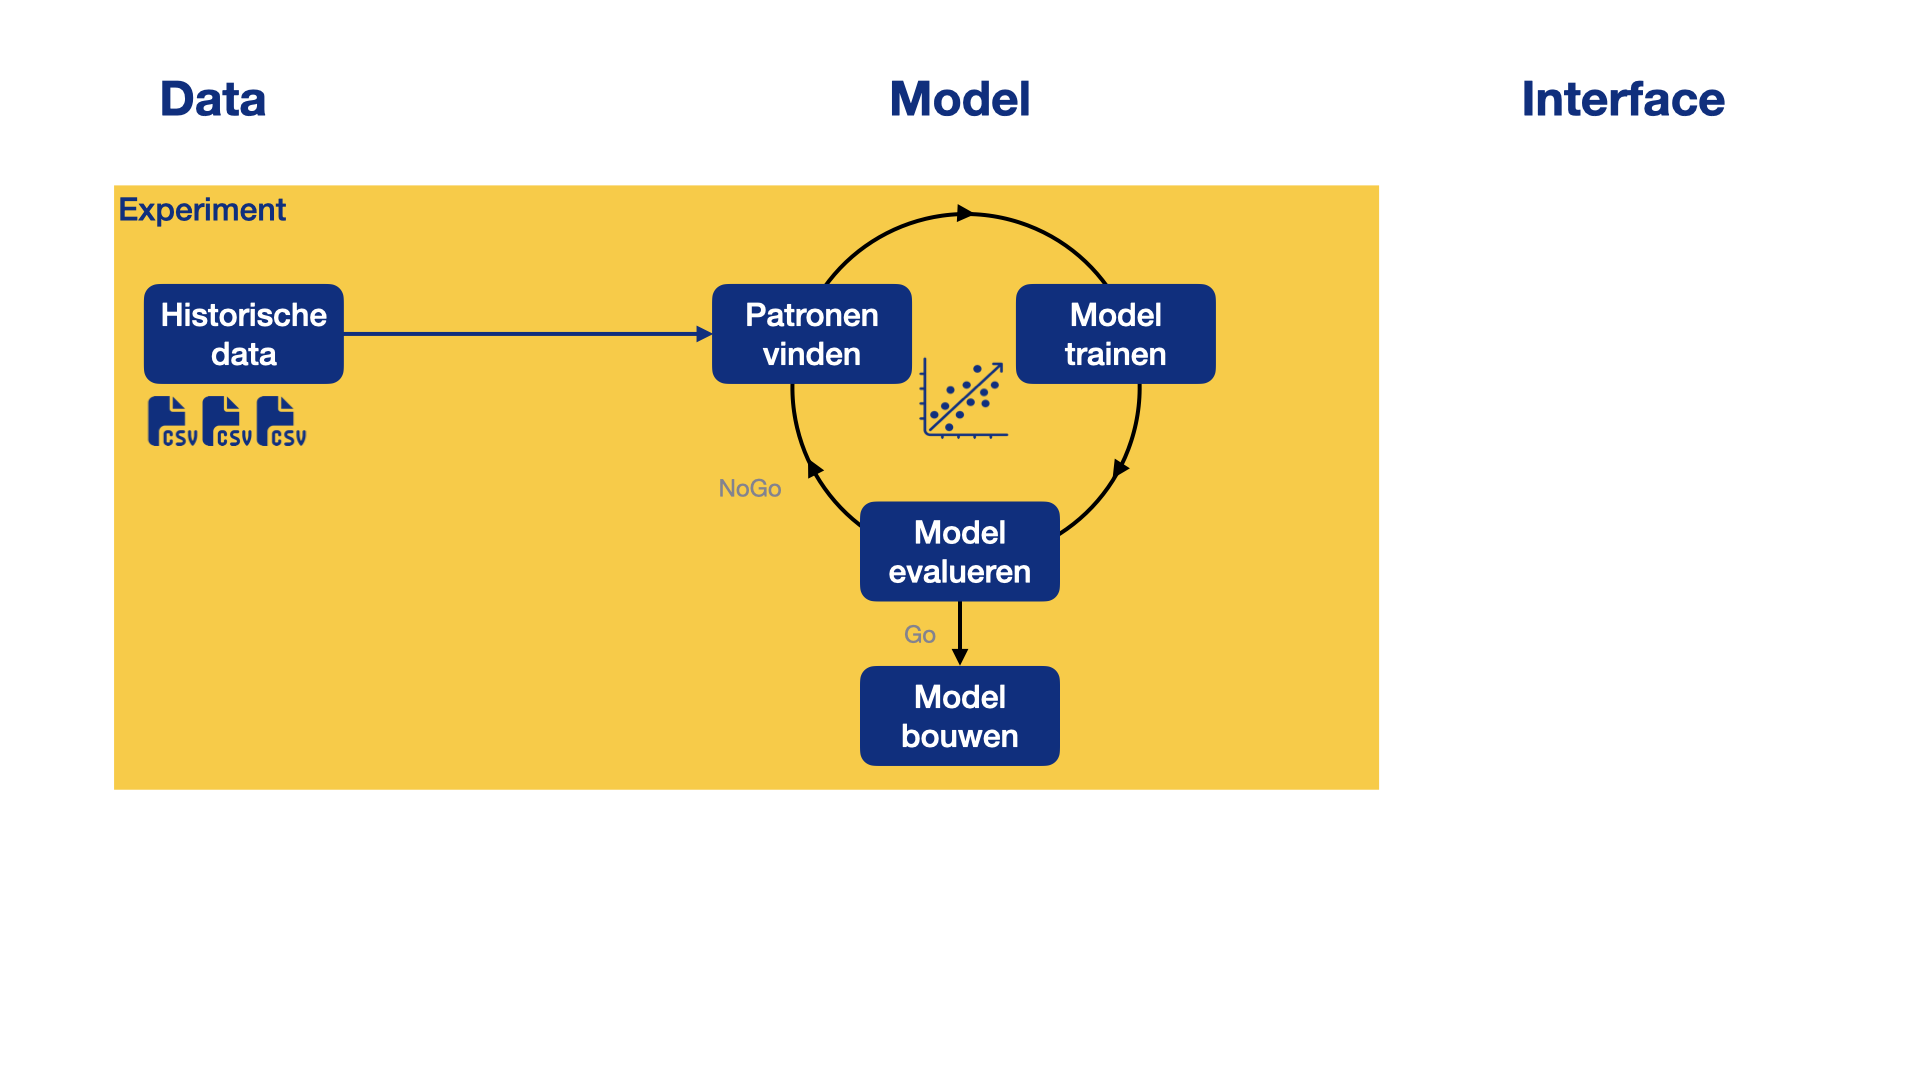 Data
Model
Interface
Experiment
Historische
data
CSV CSV CSV
Patronen
vinden
Model
trainen
NoGo
Model
evalueren
Go
Model
bouwen